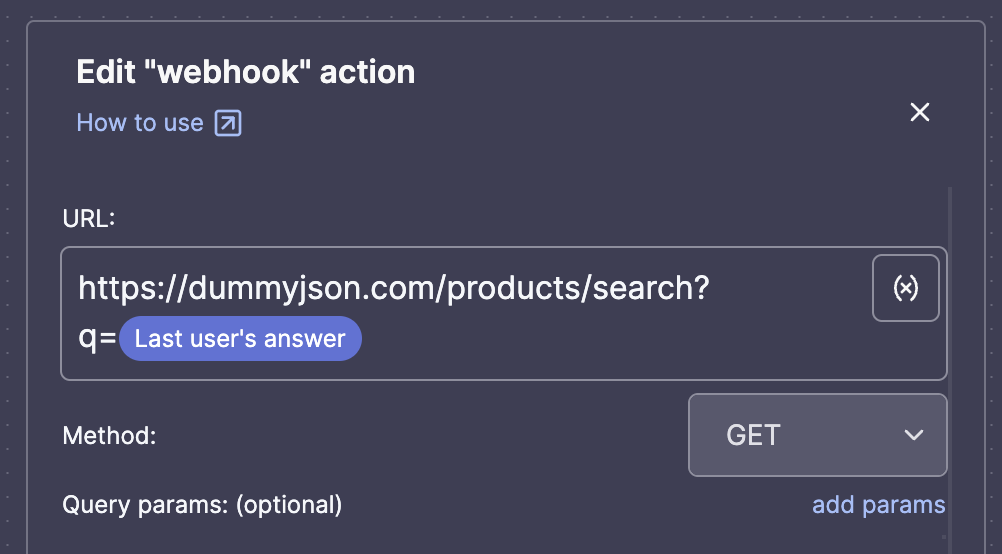 Edit "webhook" action
How to use
URL:
https://dummyjson.com/products/search?
q=Last user's answer
(×)
Method:
GET
Query params: (optional)
add params